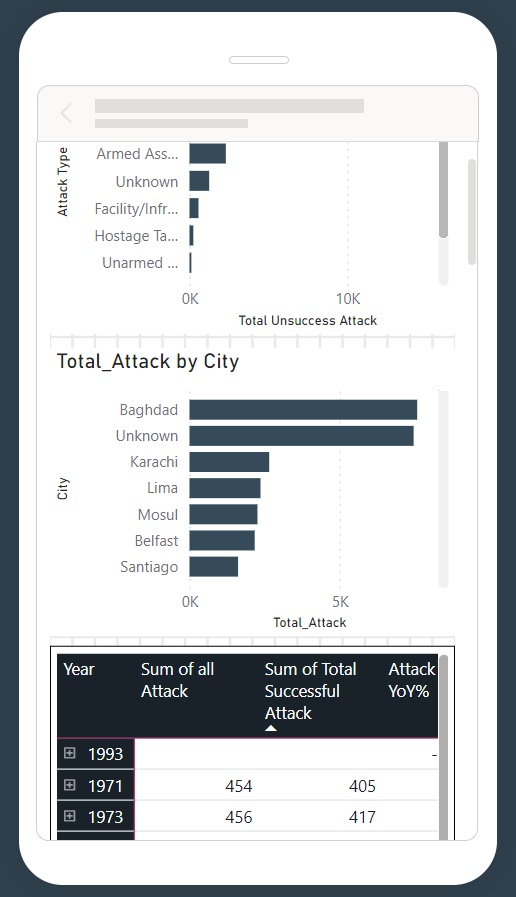 Attack Type
Armed Ass...
Unknown
Facility/Infr...
Hostage Ta...
Unarmed ...
0K 10K
Total Unsuccess Attack
Total_Attack by City
City
Baghdad
Unknown
Karachi
Lima
Mosul
Belfast
Santiago
0K 5K
Total_Attack
Year Sum of all Sum of Total Attack
Attack Successful YoY%
Attack
1993 -
1971 454 405
1973 456 417